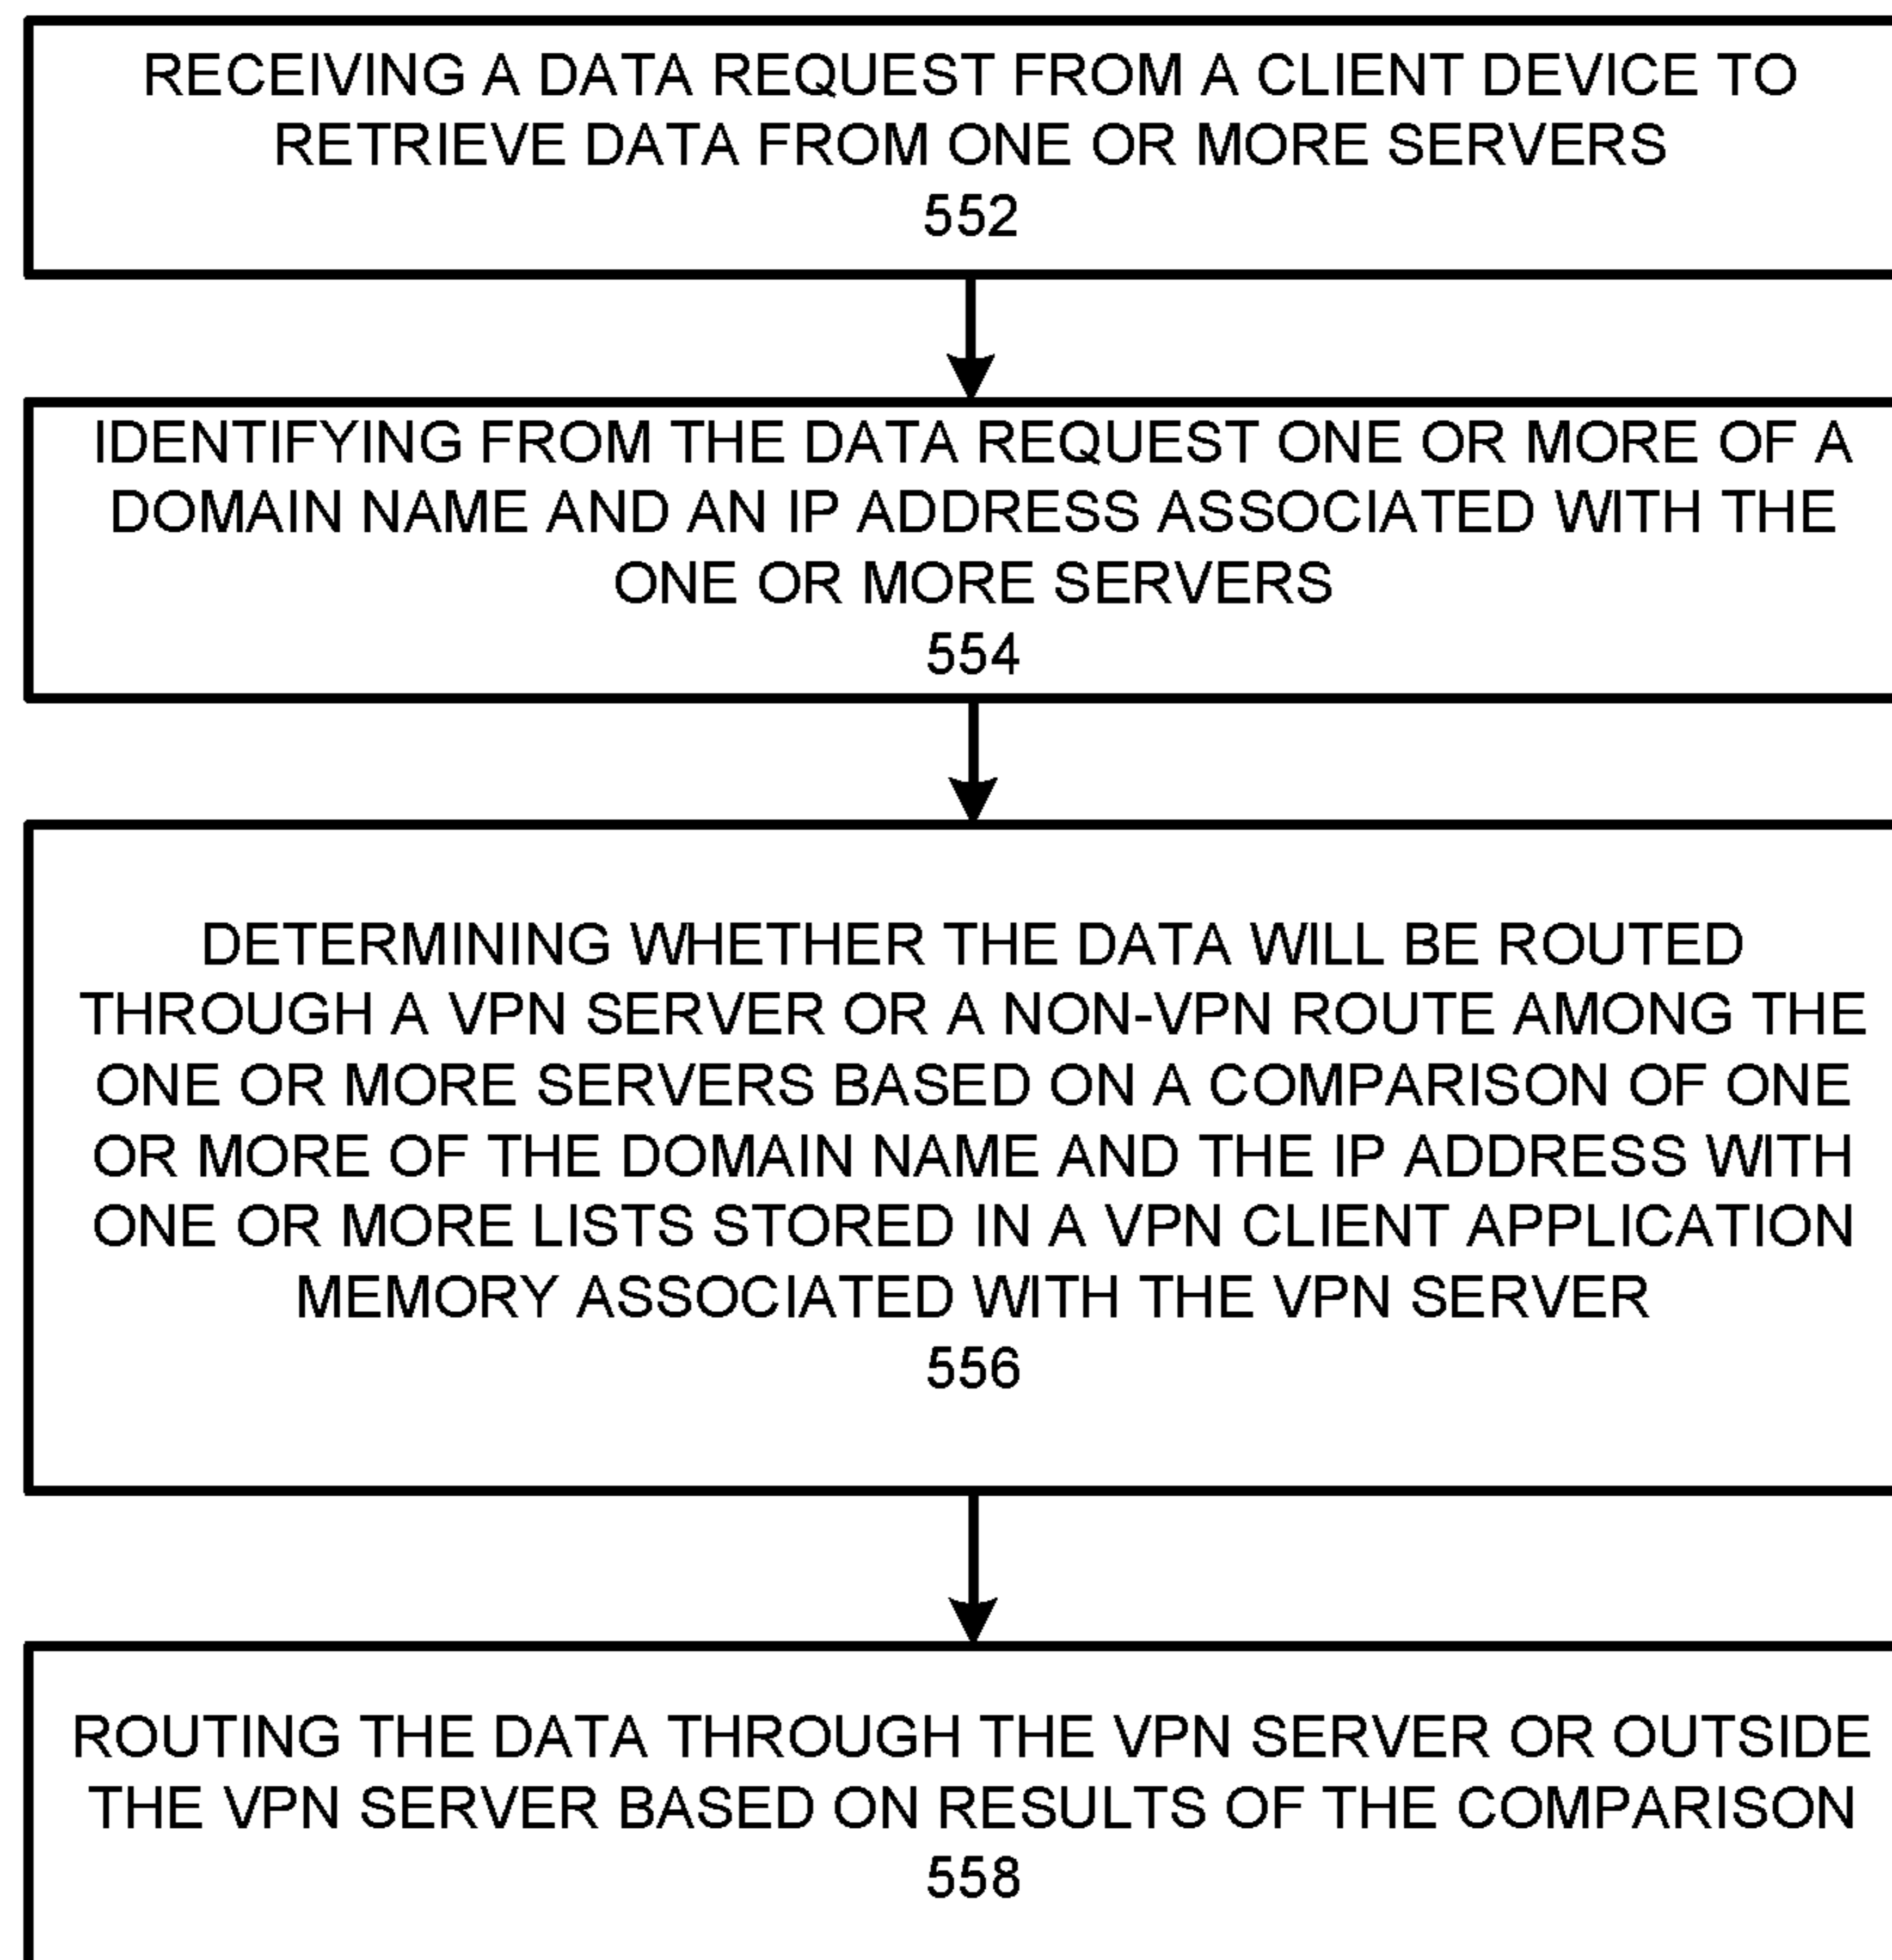 RECEIVING A DATA REQUEST FROM A CLIENT DEVICE TO
RETRIEVE DATA FROM ONE OR MORE SERVERS
552
IDENTIFYING FROM THE DATA REQUEST ONE OR MORE OF A
DOMAIN NAME AND AN IP ADDRESS ASSOCIATED WITH THE
ONE OR MORE SERVERS
554
DETERMINING WHETHER THE DATA WILL BE ROUTED
THROUGH A VPN SERVER OR A NON-VPN ROUTE AMONG THE
ONE OR MORE SERVERS BASED ON A COMPARISON OF ONE
OR MORE OF THE DOMAIN NAME AND THE IP ADDRESS WITH
ONE OR MORE LISTS STORED IN A VPN CLIENT APPLICATION
MEMORY ASSOCIATED WITH THE VPN SERVER
556
ROUTING THE DATA THROUGH THE VPN SERVER OR OUTSIDE
THE VPN SERVER BASED ON RESULTS OF THE COMPARISON
558